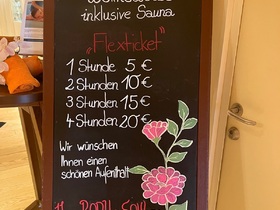 inklusive Sauna
"Flexticket"
1 Stunde 5 €
2 Stunden 10 €
3 Stunden 15 €
4 Stunden 20 €
Wir wünschen
Ihnen einen
schönen Aufenthalt